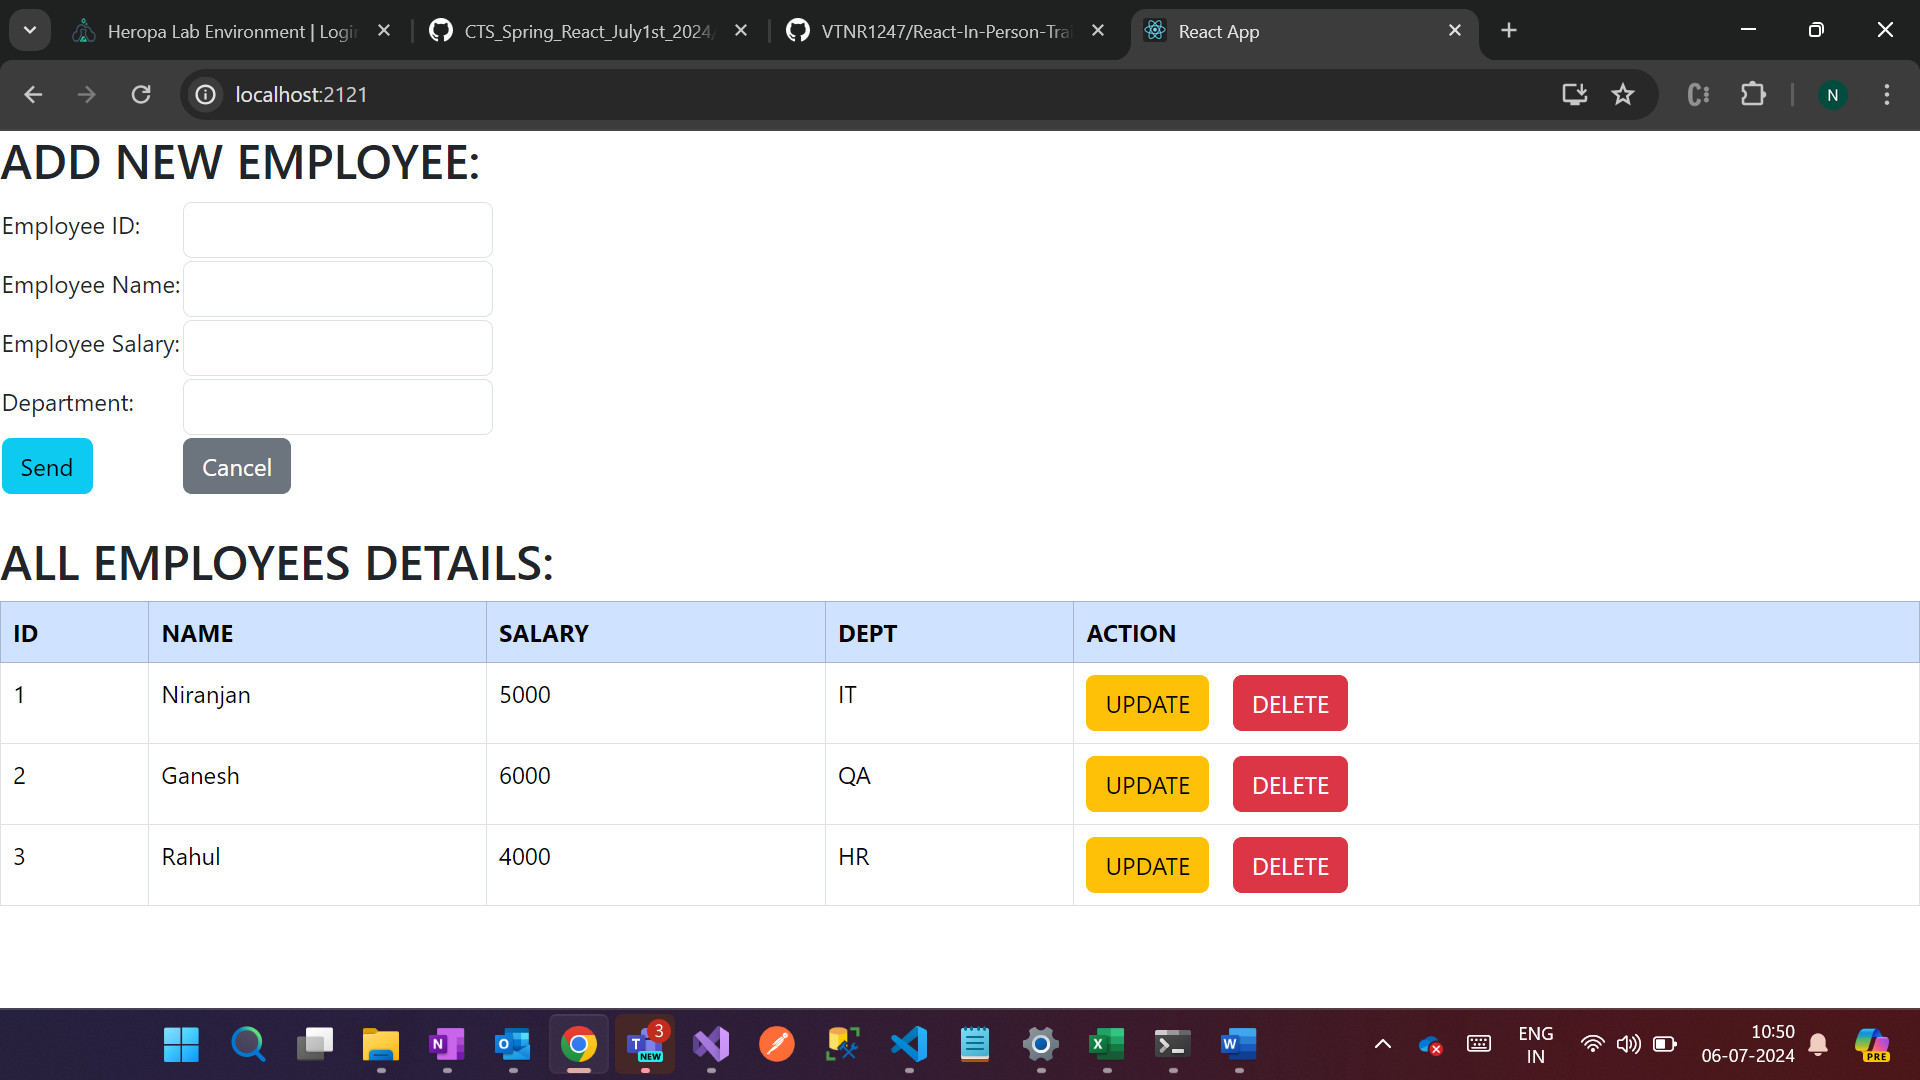 Heropa Lab Environment | Login
CTS_Spring_React_July1st_2024/
VTNR1247/React-In-Person-Trai
React App
localhost:2121
N
ADD NEW EMPLOYEE:
Employee ID:
Employee Name:
Employee Salary:
Department:
Send Cancel
ALL EMPLOYEES DETAILS:
ID NAME SALARY DEPT ACTION
1 Niranjan 5000 IT UPDATE DELETE
2 Ganesh 6000 QA UPDATE DELETE
3 Rahul 4000 HR UPDATE DELETE
3
NEW
ENG
IN
10:50
06-07-2024
PRE